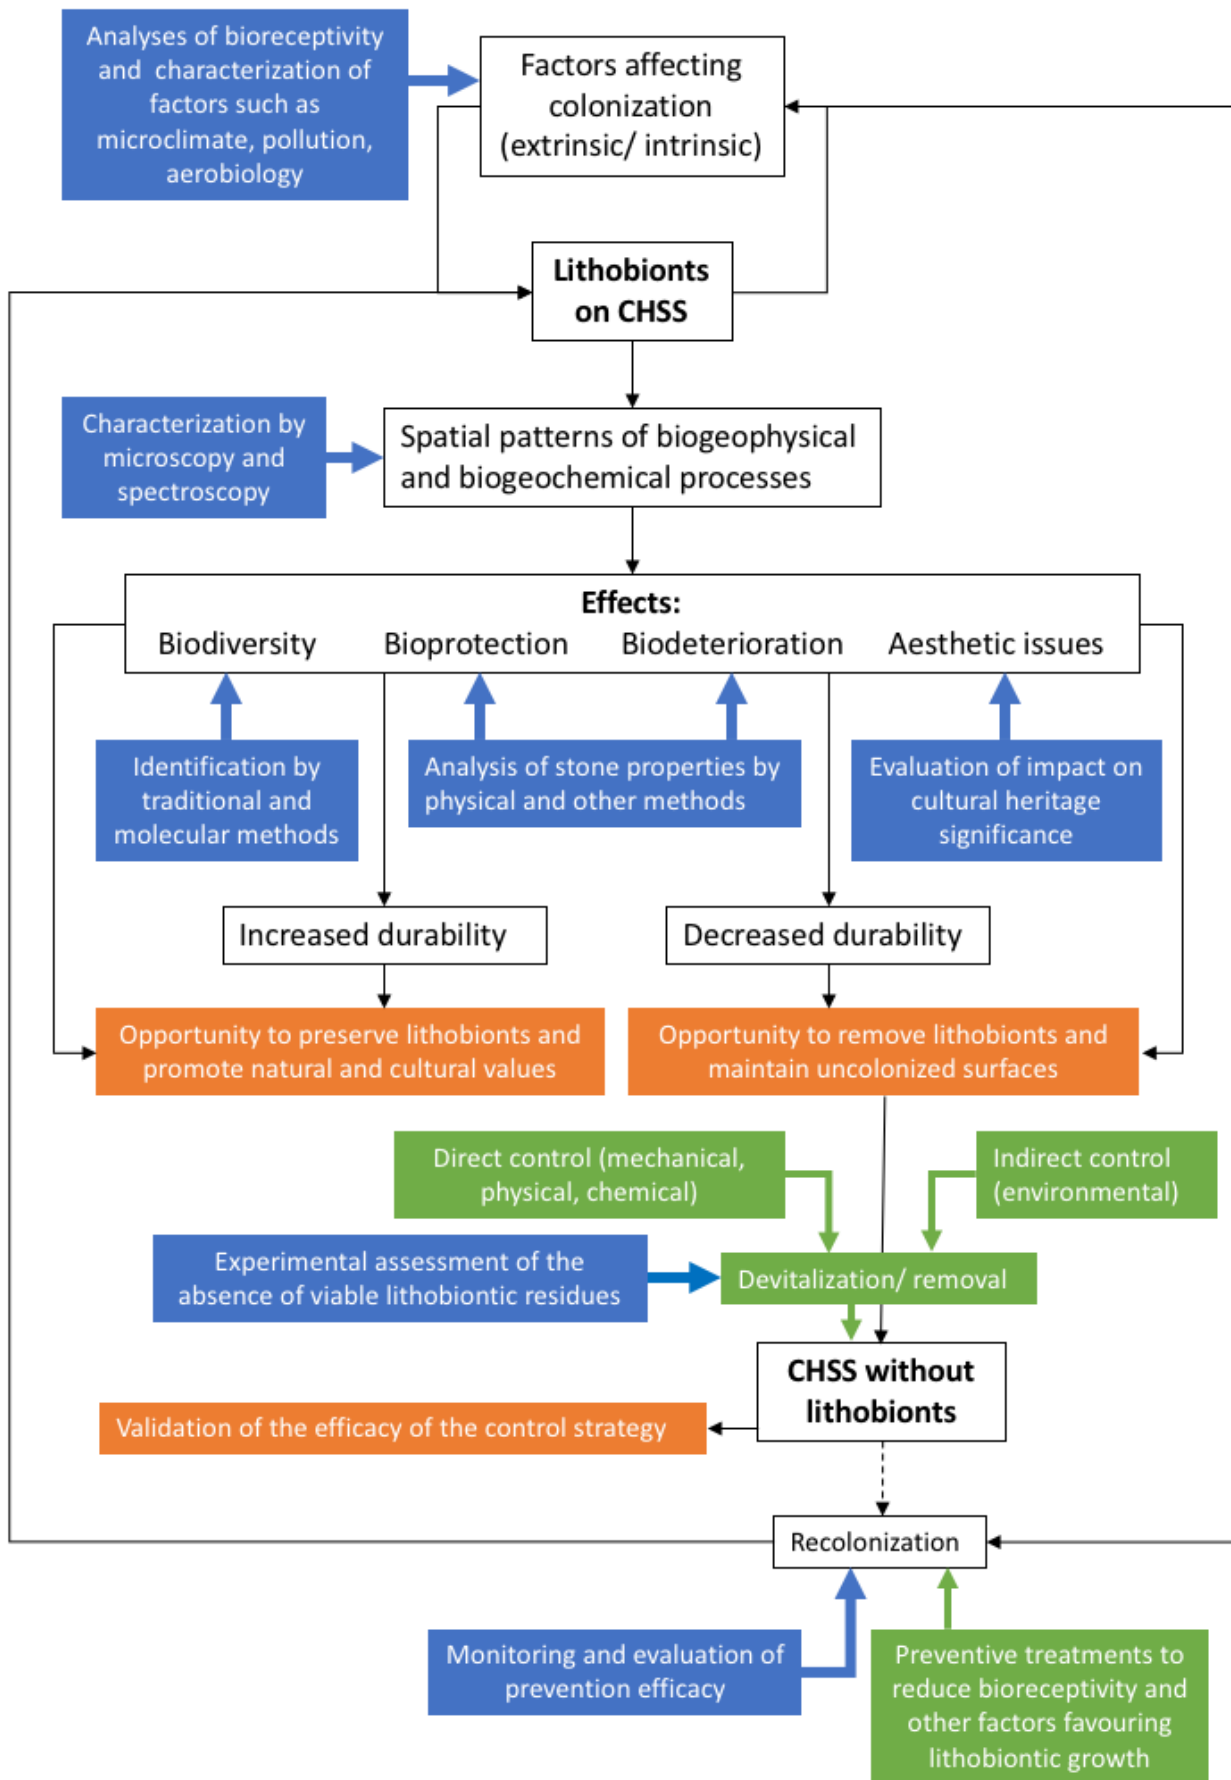 Analyses of bioreceptivity
and characterization of
factors such as
microclimate, pollution,
aerobiology
Factors affecting
colonization
(extrinsic/ intrinsic)
Lithobionts
on CHSS
Characterization by
microscopy and
spectroscopy
Spatial patterns of biogeophysical
and biogeochemical processes
Effects:
Biodiversity Bioprotection Biodeterioration Aesthetic issues
Identification by
traditional and
molecular methods
Analysis of stone properties by
physical and other methods
Evaluation of impact on
cultural heritage
significance
Increased durability
Decreased durability
Opportunity to preserve lithobionts and
promote natural and cultural values
Opportunity to remove lithobionts and
maintain uncolonized surfaces
Direct control (mechanical,
physical, chemical)
Indirect control
(environmental)
Experimental assessment of the
absence of viable lithobiontic residues
Devitalization/ removal
CHSS without
lithobionts
Validation of the efficacy of the control strategy
Recolonization
Monitoring and evaluation of
prevention efficacy
Preventive treatments to
reduce bioreceptivity and
other factors favouring
lithobiontic growth